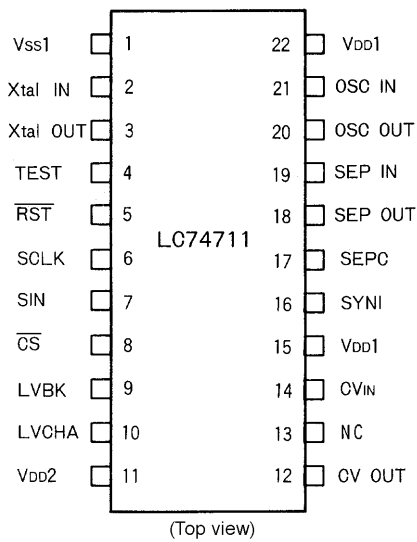 Vss1 1 22 VDD1
Xtal IN 2 21 OSC IN
Xtal OUT 3 20 OSC OUT
TEST 4 19 SEP IN
RST 5 18 SEP OUT
LC74711
SCLK 6 17 SEPC
SIN 7 16 SYNI
CS 8 15 VDD1
LVBK 9 14 CVIN
LVCHA 10 13 NC
VDD2 11 12 CV OUT
(Top view)